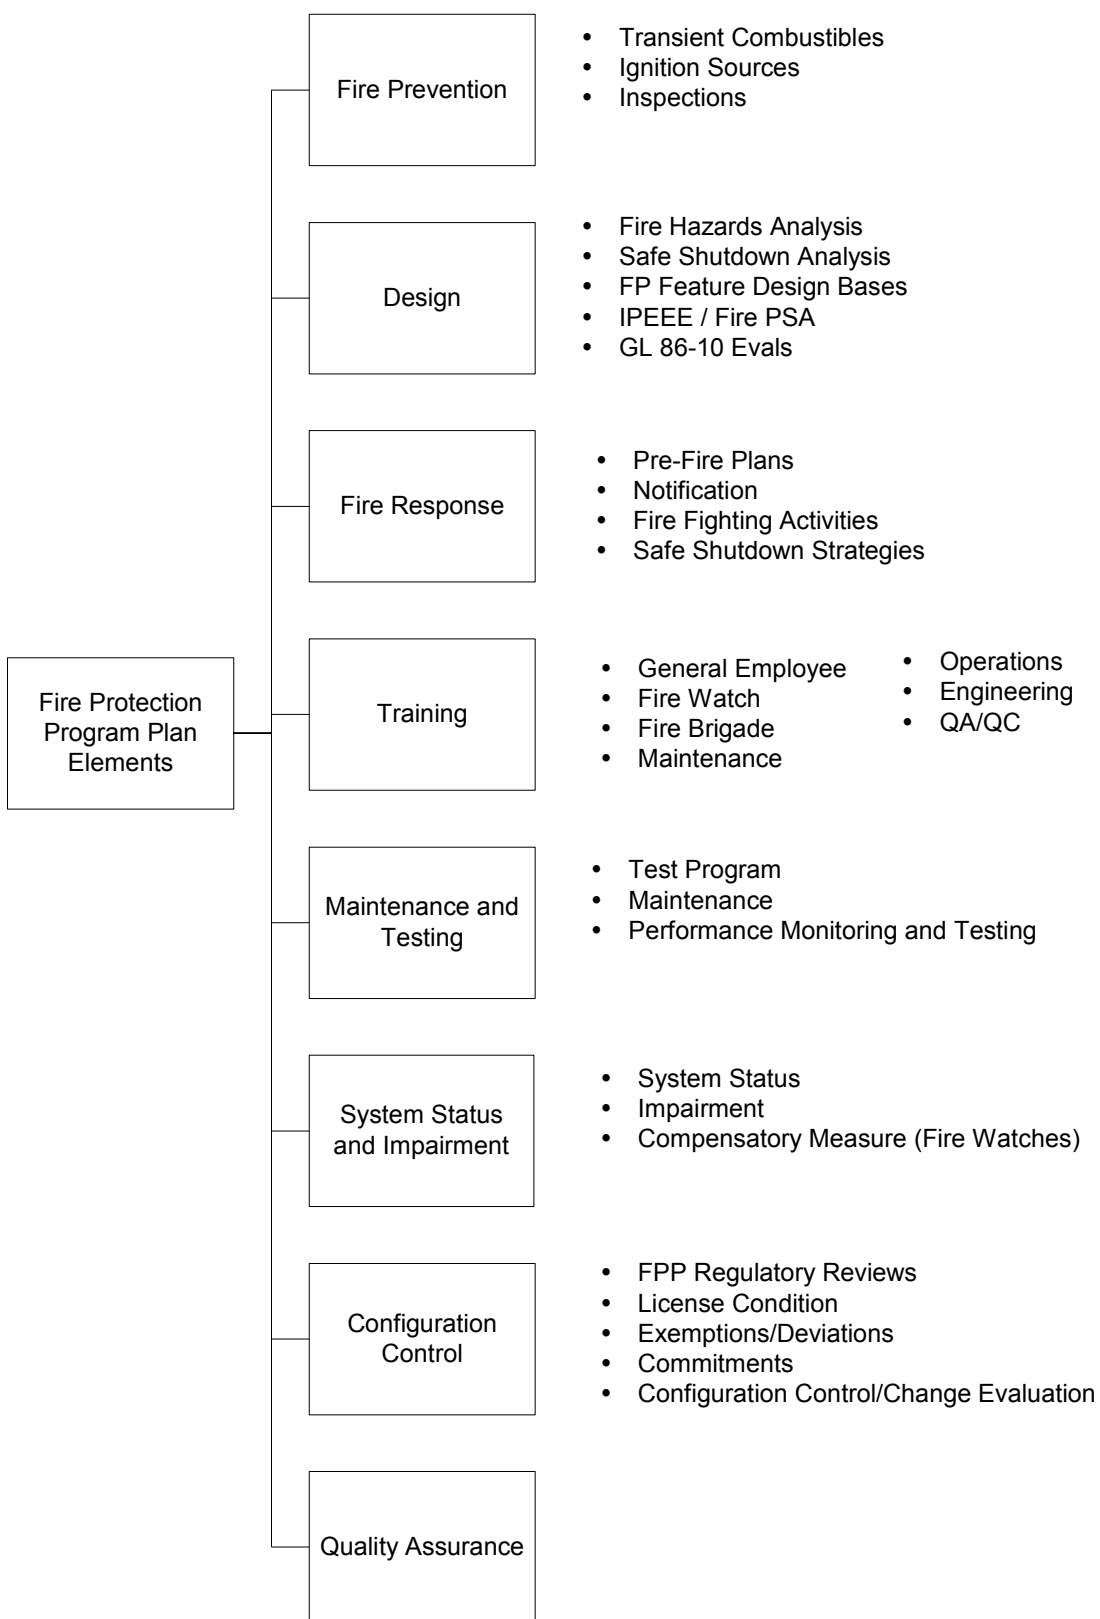 Fire Protection
Program Plan
Elements
Fire Prevention
• Transient Combustibles
• Ignition Sources
• Inspections
Design
• Fire Hazards Analysis
• Safe Shutdown Analysis
• FP Feature Design Bases
• IPEEE / Fire PSA
• GL 86-10 Evals
Fire Response
• Pre-Fire Plans
• Notification
• Fire Fighting Activities
• Safe Shutdown Strategies
Training
• General Employee
• Fire Watch
• Fire Brigade
• Maintenance
• Operations
• Engineering
• QA/QC
Maintenance and
Testing
• Test Program
• Maintenance
• Performance Monitoring and Testing
System Status
and Impairment
• System Status
• Impairment
• Compensatory Measure (Fire Watches)
Configuration
Control
• FPP Regulatory Reviews
• License Condition
• Exemptions/Deviations
• Commitments
• Configuration Control/Change Evaluation
Quality Assurance